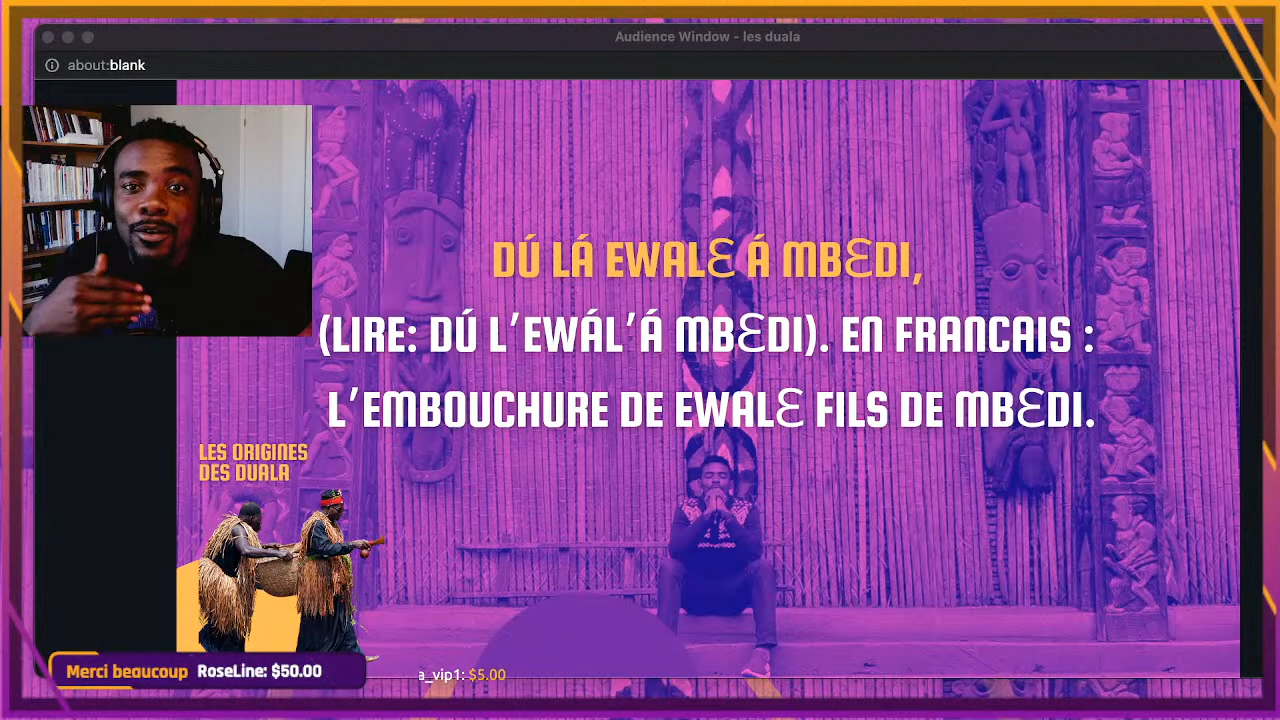 Audience Window - les duala
about:blank
DÚ LÁ EWALƐ Á MBƐDI,
(LIRE: DÚ L’EWÁL’Á MBƐDI). EN FRANCAIS :
L’EMBOUCHURE DE EWALƐ FILS DE MBƐDI.
LES ORIGINES
DES DUALA
Merci beaucoup RoseLine: $50.00
a_vip1: $5.00